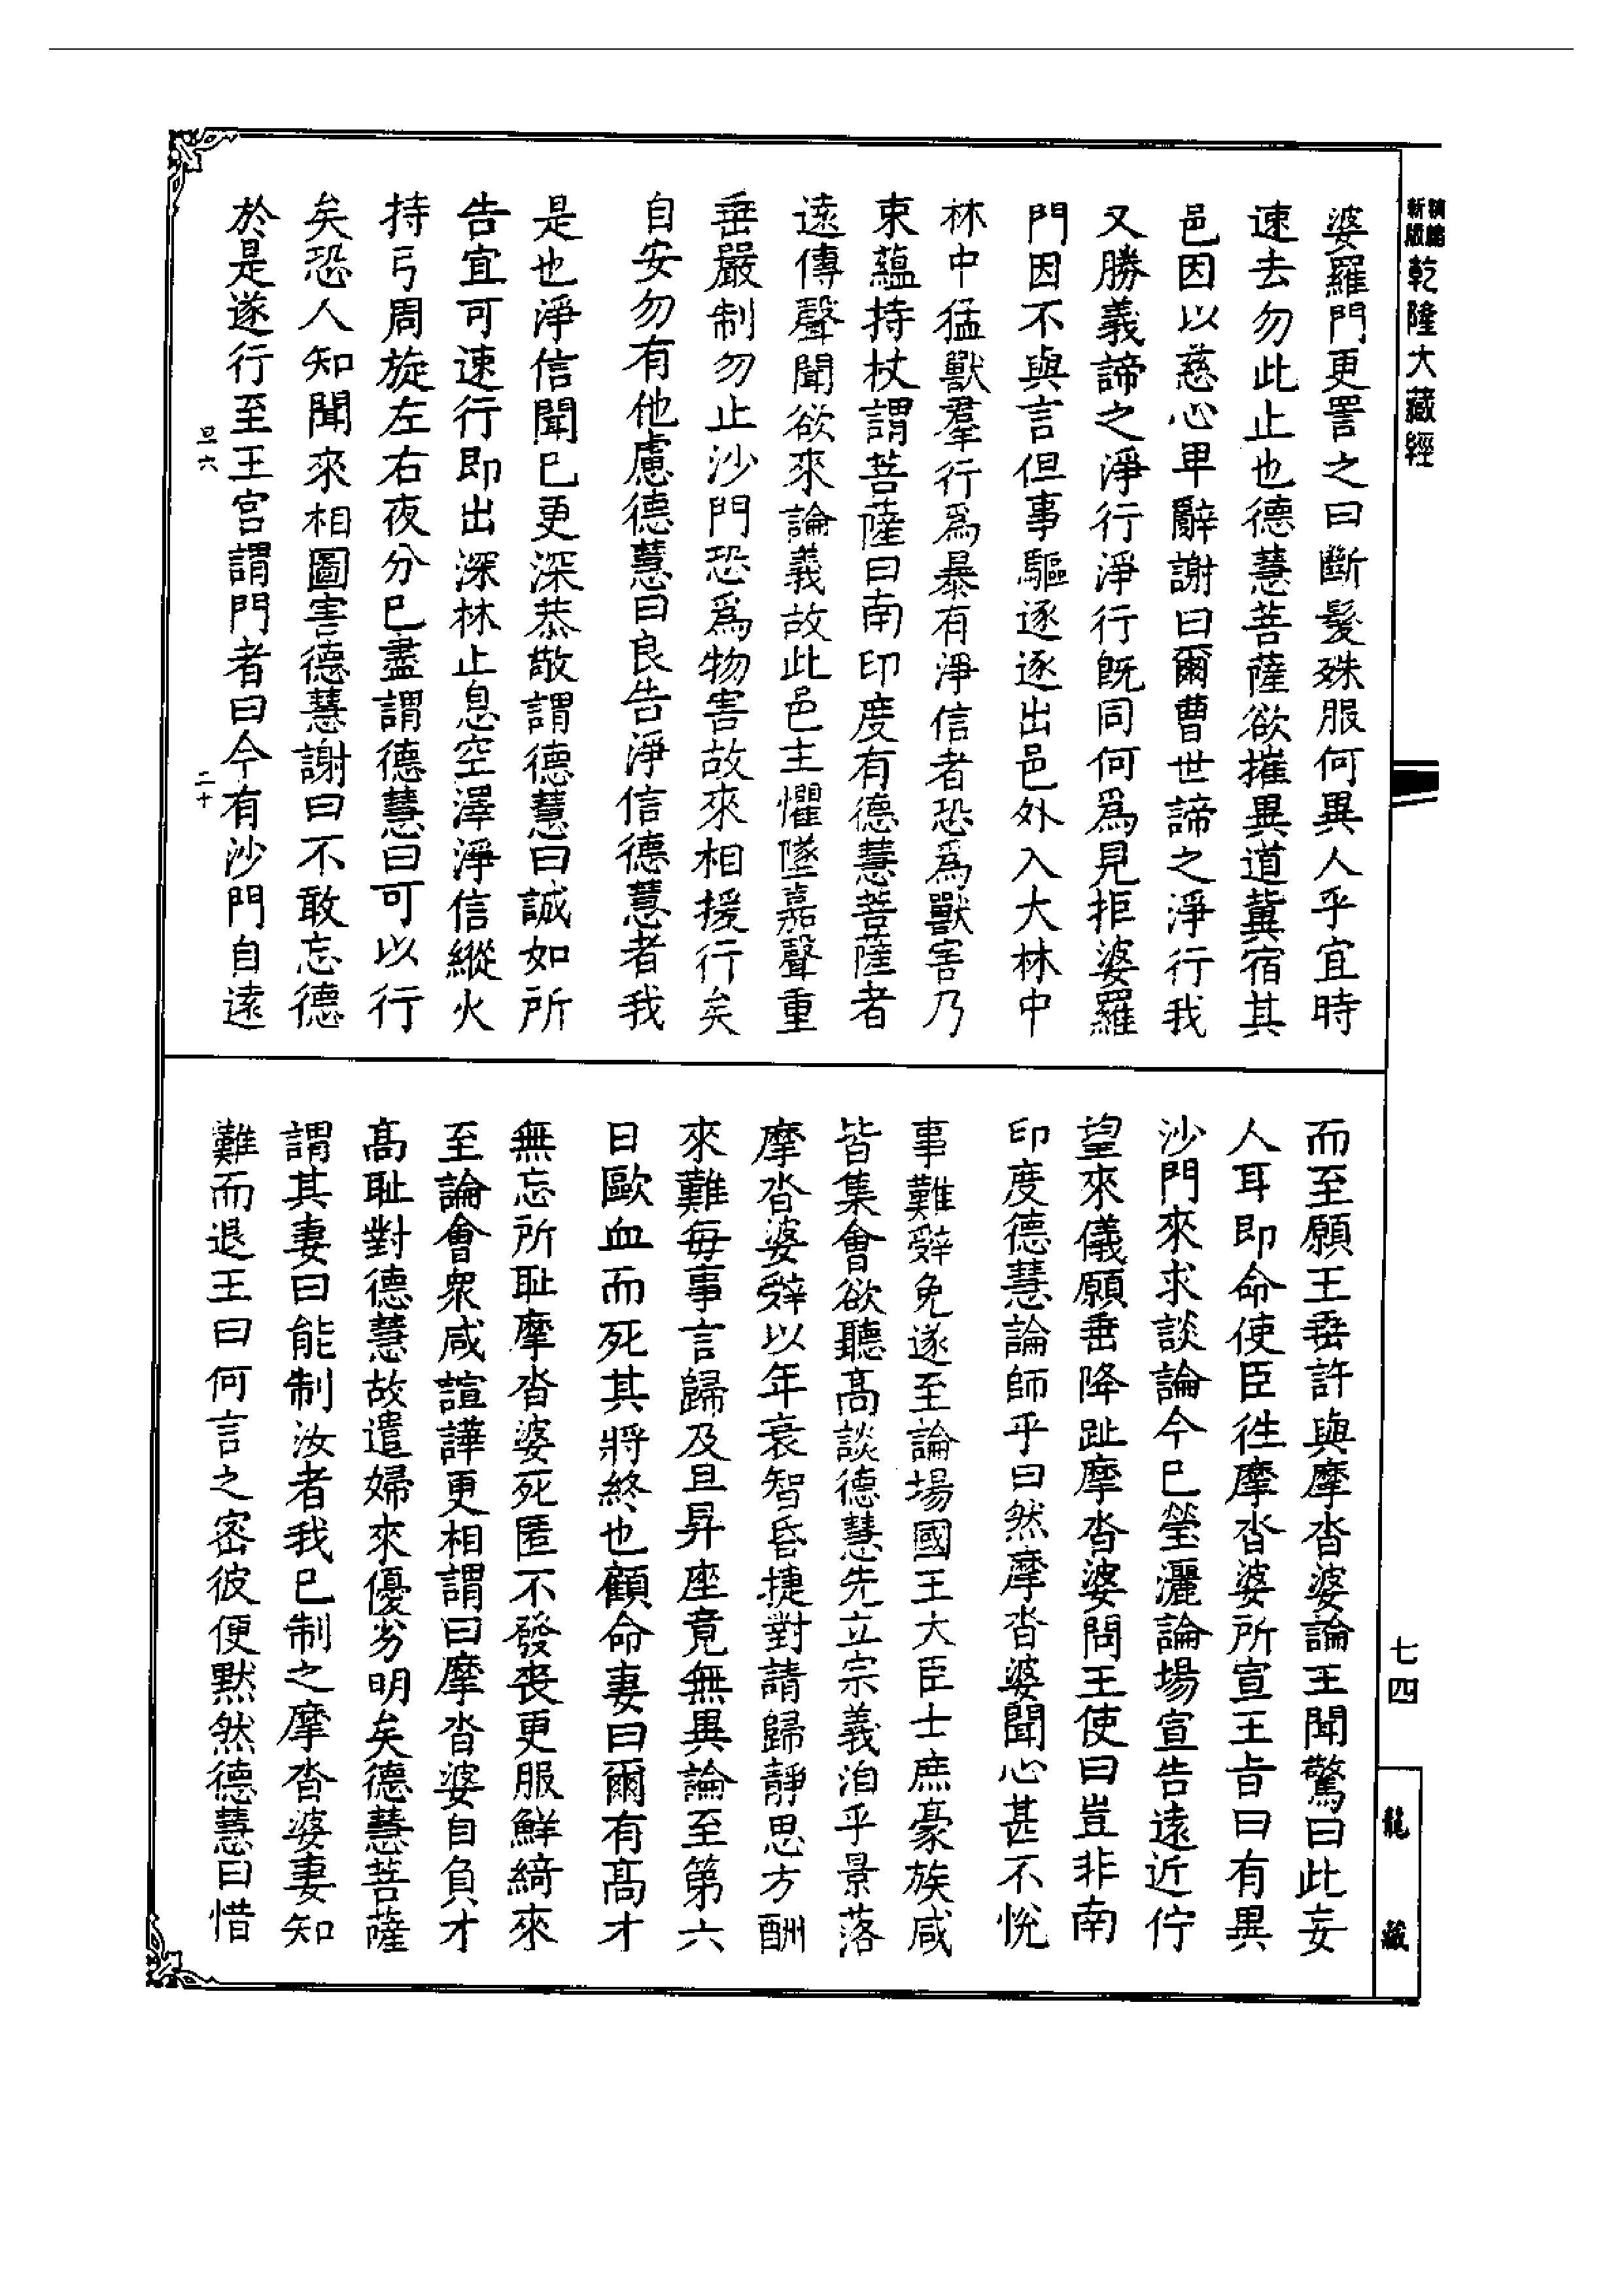 精縮新版乾隆大藏經
婆羅門更詈之曰斷髮殊服何異人乎宜時
速去勿此止也德慧菩薩欲摧異道冀宿其
邑因以慈心卑辭謝曰爾曹世諦之淨行我
又勝義諦之淨行淨行旣同何爲見拒婆羅
門因不與言但事驅逐逐出邑外入大林中
林中猛獸羣行爲暴有淨信者恐爲獸害乃
束蘊持杖謂菩薩曰南印度有德慧菩薩者
遠傳聲聞欲來論義故此邑主懼墜嘉聲重
垂嚴制勿止沙門恐爲物害故來相援行矣
自安勿有他慮德慧曰良告淨信德慧者我
是也淨信聞已更深恭敬謂德慧曰誠如所
告宜可速行即出深林止息空澤淨信縱火
持弓周旋左右夜分已盡謂德慧曰可以行
矣恐人知聞來相圖害德慧謝曰不敢忘德
於是遂行至王宮謂門者曰今有沙門自遠
旦六 二十
而至願王垂許與摩沓婆論王聞驚曰此妄
人耳即命使臣徃摩沓婆所宣王旨曰有異
沙門來求談論今已瑩灑論場宣告遠近佇
望來儀願垂降趾摩沓婆問王使曰豈非南
印度德慧論師乎曰然摩沓婆聞心甚不悅
事難辭免遂至論場國王大臣士庶豪族咸
皆集會欲聽高談德慧先立宗義洎乎景落
摩沓婆辭以年衰智昏捷對請歸靜思方酬
來難每事言歸及旦昇座竟無異論至第六
日歐血而死其將終也顧命妻曰爾有高才
無忘所耻摩沓婆死匿不發喪更服鮮綺來
至論會衆咸諠譁更相謂曰摩沓婆自負才
高耻對德慧故遣婦來優劣明矣德慧菩薩
謂其妻曰能制汝者我已制之摩沓婆妻知
難而退王曰何言之密彼便默然德慧曰惜
七四
龍藏